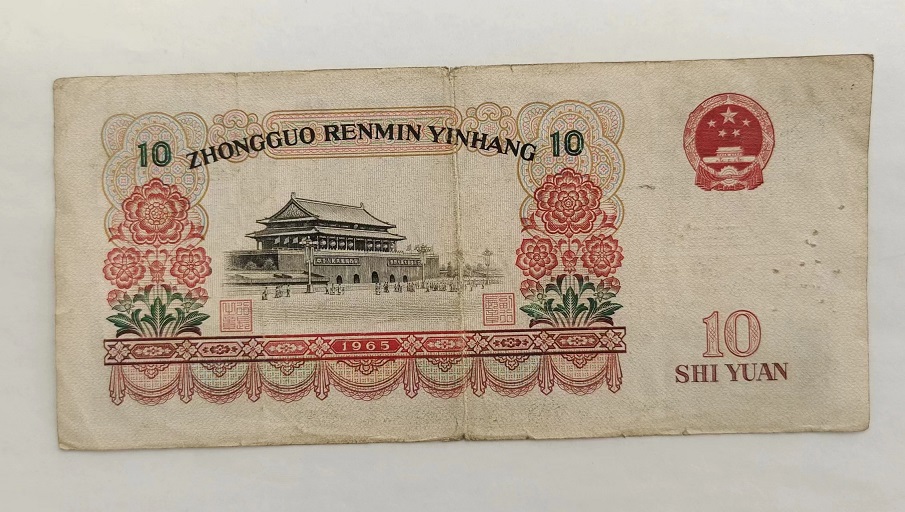 10 ZHONGGUO RENMIN YINHANG 10
1965
10
SHI YUAN